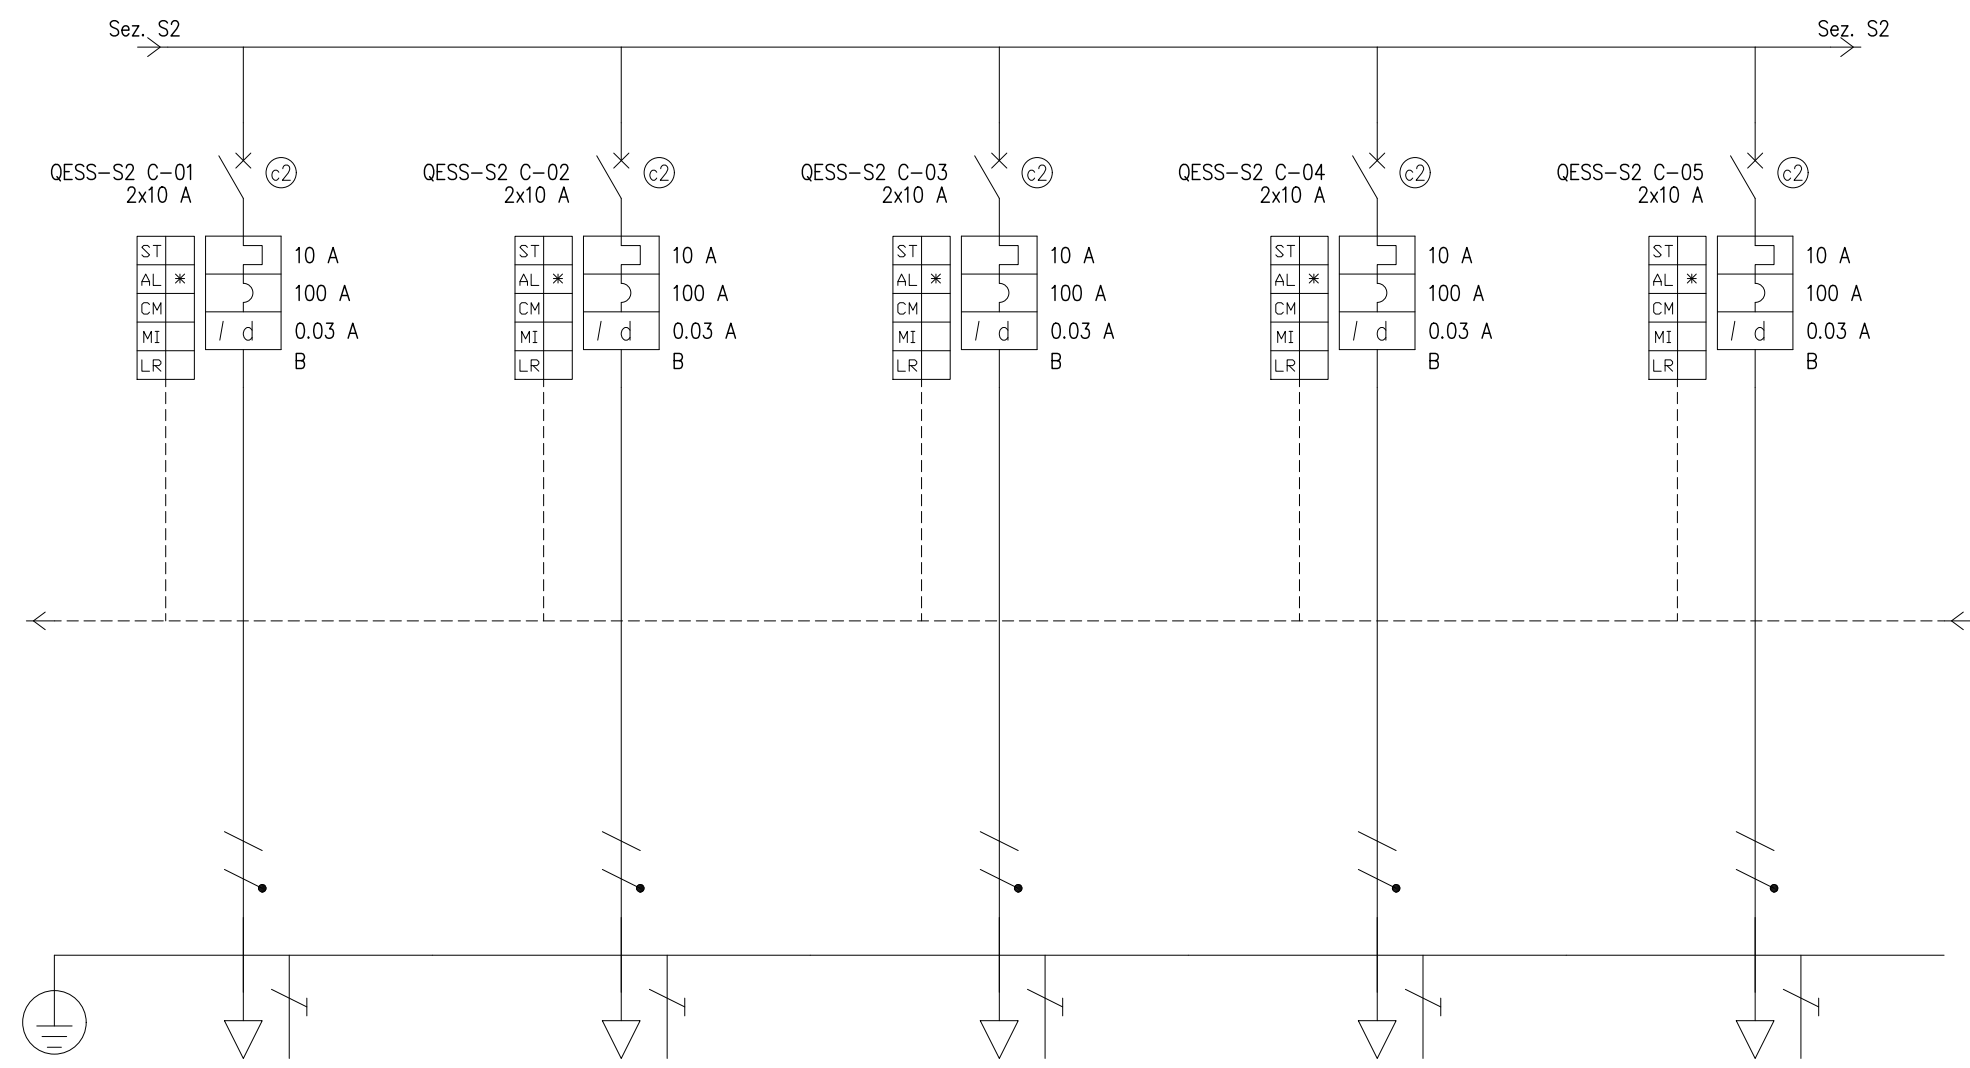 Sez. S2
Sez. S2
QESS-S2 C-01
2x10 A
c2
ST
AL *
CM
MI
LR
I d
10 A
100 A
0.03 A
B
QESS-S2 C-02
2x10 A
c2
ST
AL *
CM
MI
LR
I d
10 A
100 A
0.03 A
B
QESS-S2 C-03
2x10 A
c2
ST
AL *
CM
MI
LR
I d
10 A
100 A
0.03 A
B
QESS-S2 C-04
2x10 A
c2
ST
AL *
CM
MI
LR
I d
10 A
100 A
0.03 A
B
QESS-S2 C-05
2x10 A
c2
ST
AL *
CM
MI
LR
I d
10 A
100 A
0.03 A
B